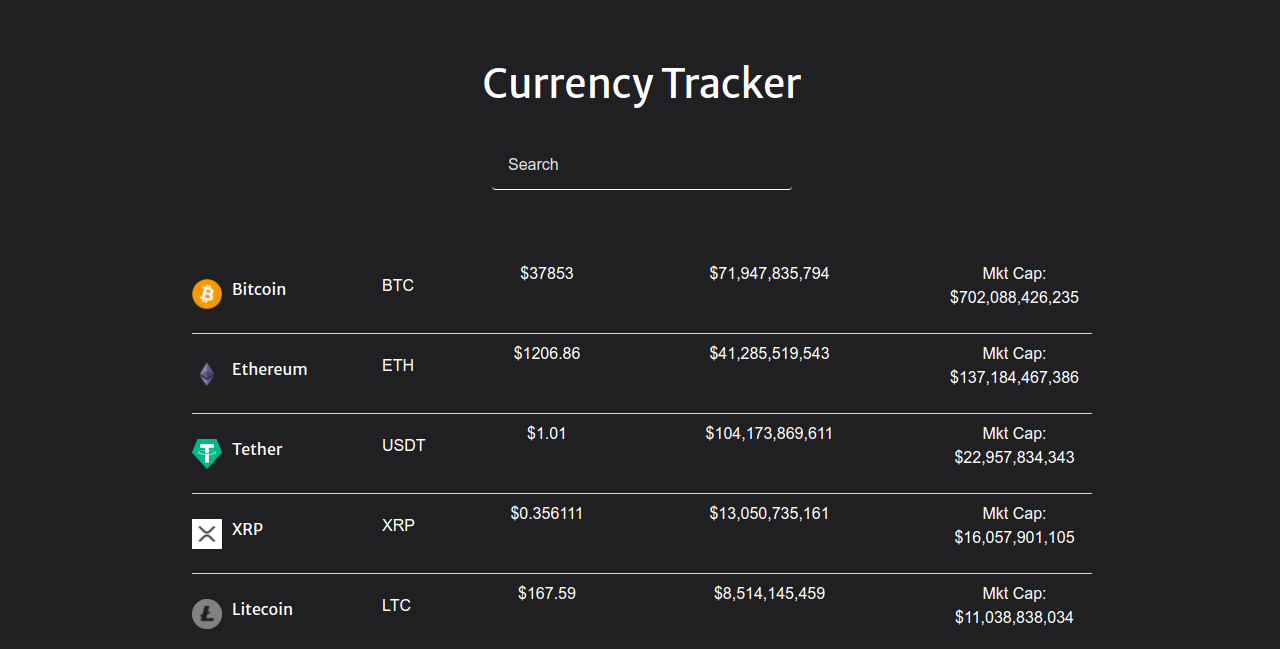 Currency Tracker
Search
Bitcoin BTC $37853 $71,947,835,794 Mkt Cap:
$702,088,426,235
Ethereum ETH $1206.86 $41,285,519,543 Mkt Cap:
$137,184,467,386
Tether USDT $1.01 $104,173,869,611 Mkt Cap:
$22,957,834,343
XRP XRP $0.356111 $13,050,735,161 Mkt Cap:
$16,057,901,105
Litecoin LTC $167.59 $8,514,145,459 Mkt Cap:
$11,038,838,034